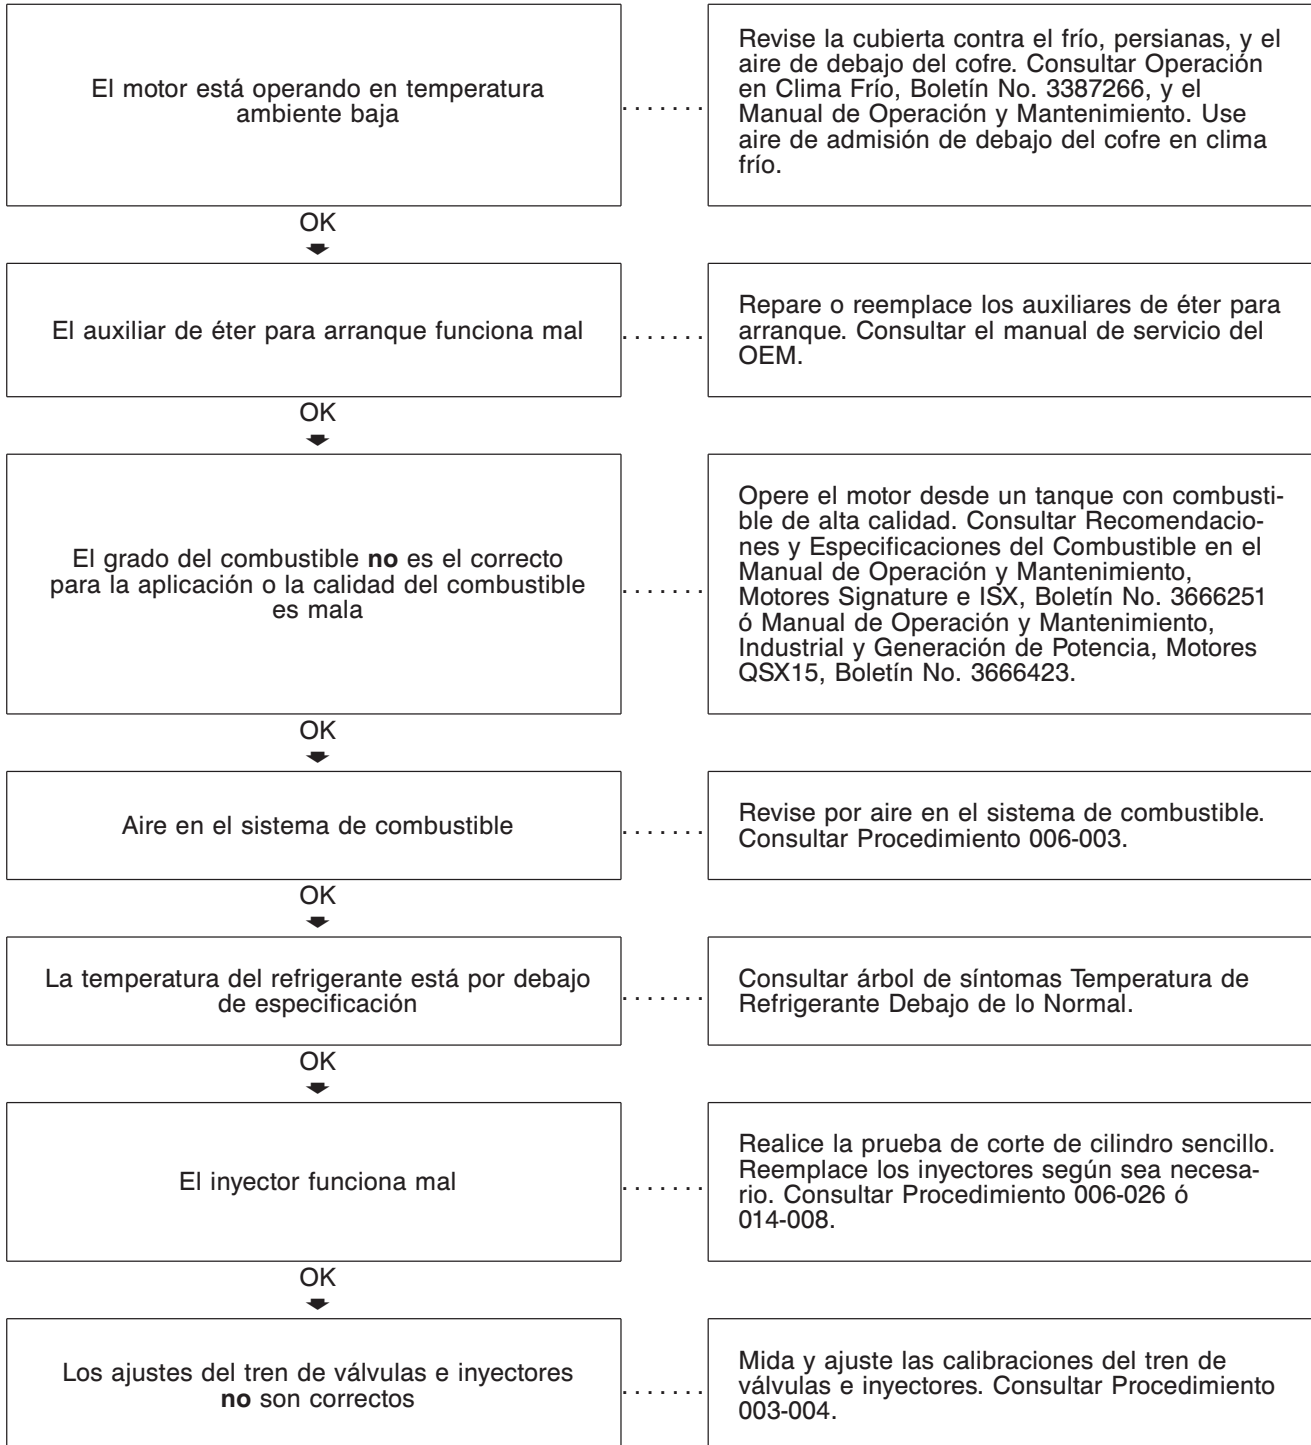 El motor está operando en temperatura
ambiente baja
.......
Revise la cubierta contra el frío, persianas, y el
aire de debajo del cofre. Consultar Operación
en Clima Frío, Boletín No. 3387266, y el
Manual de Operación y Mantenimiento. Use
aire de admisión de debajo del cofre en clima
frío.
OK
El auxiliar de éter para arranque funciona mal
.......
Repare o reemplace los auxiliares de éter para
arranque. Consultar el manual de servicio del
OEM.
OK
El grado del combustible no es el correcto
para la aplicación o la calidad del combustible
es mala
.......
Opere el motor desde un tanque con combusti-
ble de alta calidad. Consultar Recomendacio-
nes y Especificaciones del Combustible en el
Manual de Operación y Mantenimiento,
Motores Signature e ISX, Boletín No. 3666251
ó Manual de Operación y Mantenimiento,
Industrial y Generación de Potencia, Motores
QSX15, Boletín No. 3666423.
OK
Aire en el sistema de combustible
.......
Revise por aire en el sistema de combustible.
Consultar Procedimiento 006-003.
OK
La temperatura del refrigerante está por debajo
de especificación
.......
Consultar árbol de síntomas Temperatura de
Refrigerante Debajo de lo Normal.
OK
El inyector funciona mal
.......
Realice la prueba de corte de cilindro sencillo.
Reemplace los inyectores según sea necesa-
rio. Consultar Procedimiento 006-026 ó
014-008.
OK
Los ajustes del tren de válvulas e inyectores
no son correctos
.......
Mida y ajuste las calibraciones del tren de
válvulas e inyectores. Consultar Procedimiento
003-004.